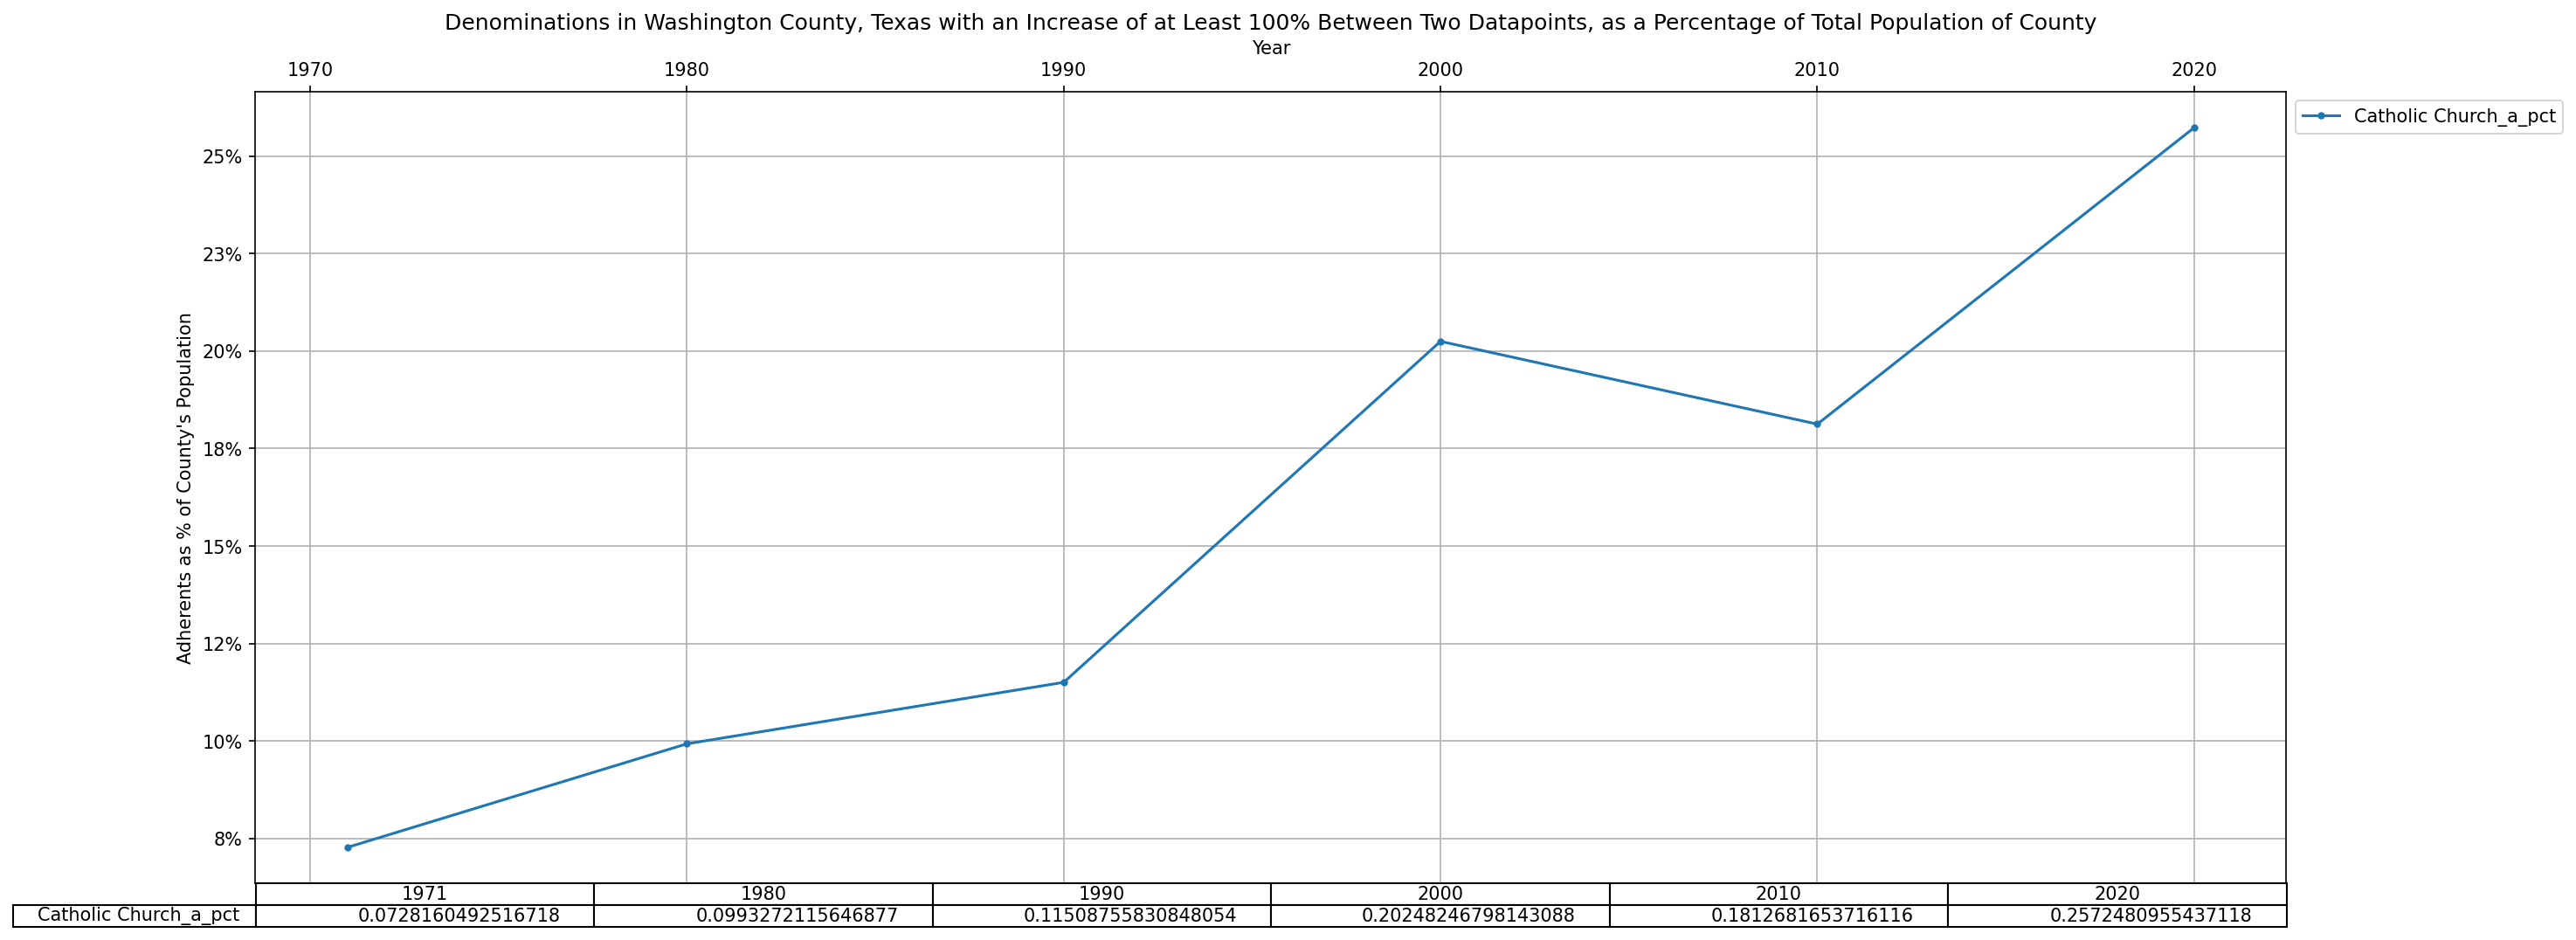 Denominations in Washington County, Texas with an Increase of at Least 100% Between Two Datapoints, as a Percentage of Total Population of County
Year
1970 1980 1990 2000 2010 2020
Catholic Church_a_pct
Adherents as % of County's Population
25%
23%
20%
18%
15%
12%
10%
8%
1971 1980 1990 2000 2010 2020
Catholic Church_a_pct 0.0728160492516718 0.09932721156468​77 0.11508755830848054 0.20248246798143088 0.1812681653716116 0.2572480955437118